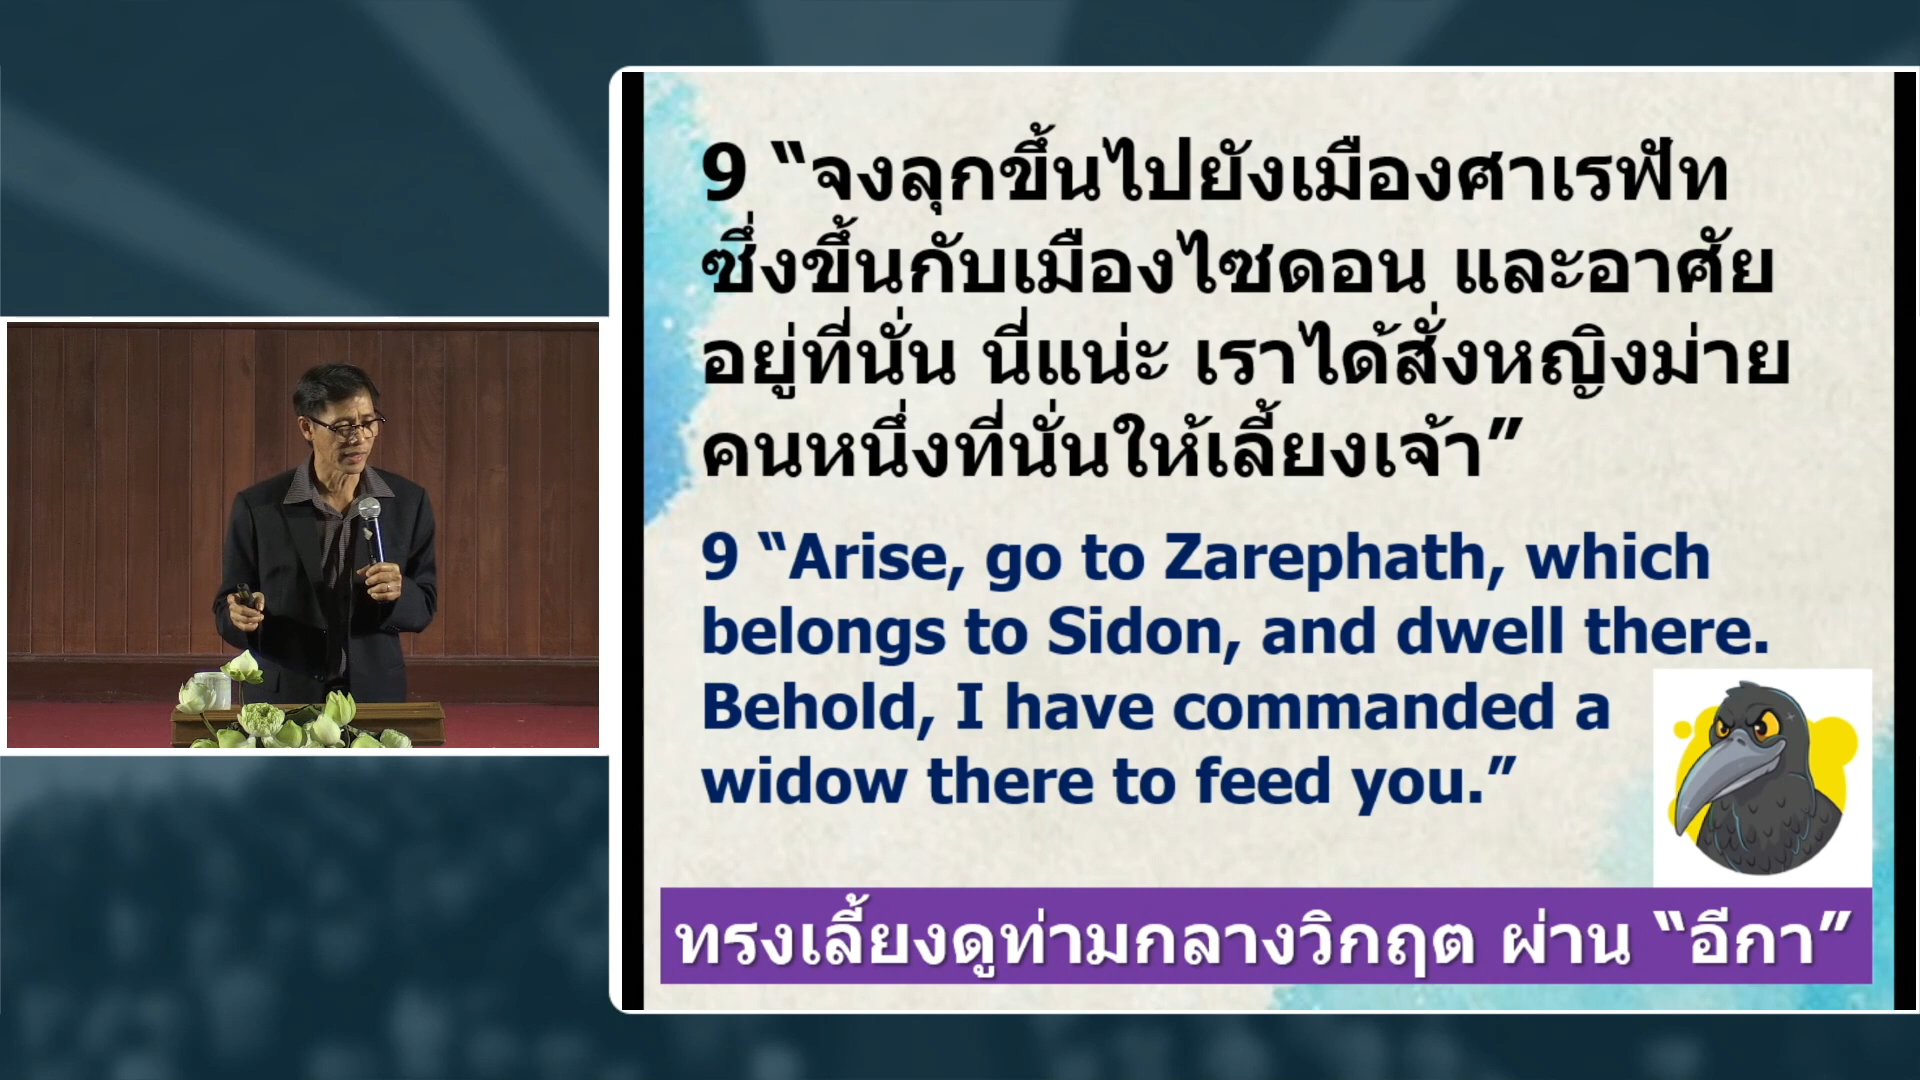 9 “จงลุกขึ้นไปยังเมืองศาเรฟัท
ซึ่งขึ้นกับเมืองไซดอน และอาศัย
อยู่ที่นั่น นี่แน่ะ เราได้สั่งหญิงม่าย
คนหนึ่งที่นั่นให้เลี้ยงเจ้า”
9 “Arise, go to Zarephath, which
belongs to Sidon, and dwell there.
Behold, I have commanded a
widow there to feed you.”
ทรงเลี้ยงดูท่ามกลางวิกฤต ผ่าน “อีกา”